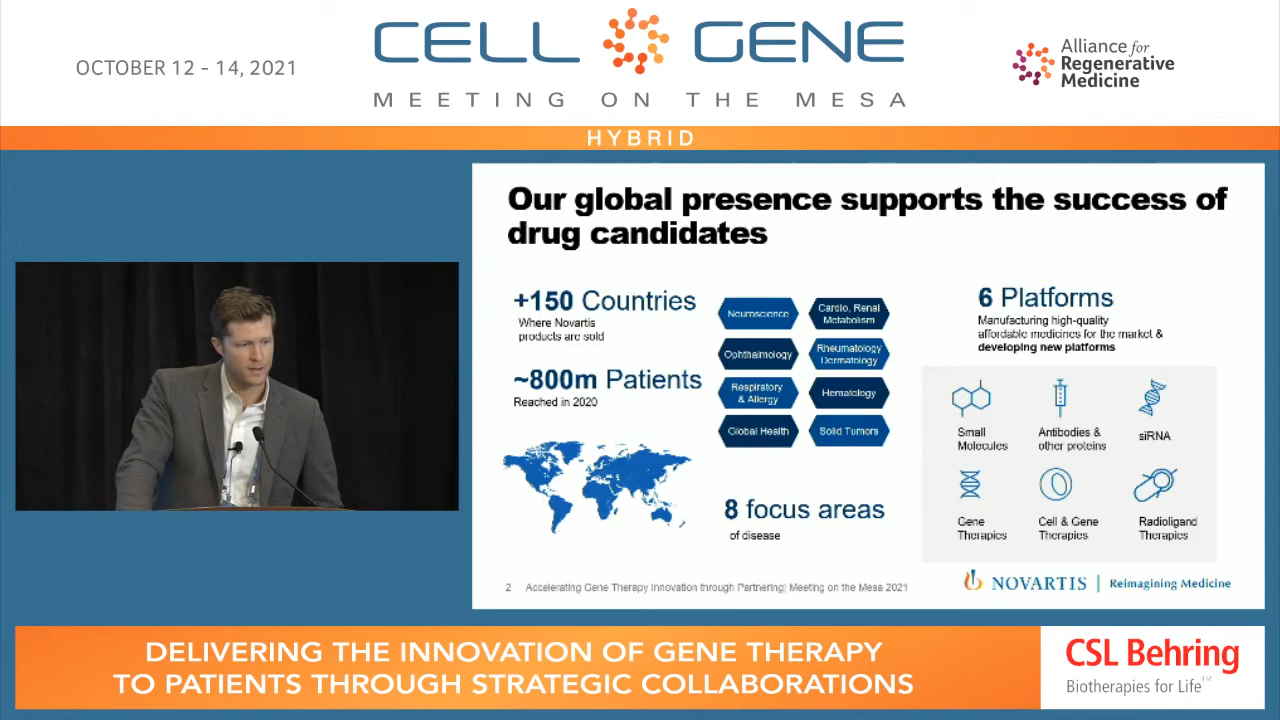 OCTOBER 12 - 14, 2021
CELL GENE
MEETING ON THE MESA
Alliance for
Regenerative
Medicine
HYBRID
Our global presence supports the success of
drug candidates
+150 Countries
Where Novartis
products are sold
~800m Patients
Reached in 2020
Neuroscience
Cardio, Renal
Metabolism
Ophthalmology
Rheumatology
Dermatology
Respiratory
& Allergy
Hematology
Global Health
Solid Tumors
8 focus areas
of disease
6 Platforms
Manufacturing high-quality
affordable medicines for the market &
developing new platforms
Small
Molecules
Antibodies &
other proteins
siRNA
Gene
Therapies
Cell & Gene
Therapies
Radioligand
Therapies
2 Accelerating Gene Therapy Innovation through Partnering| Meeting on the Mesa 2021
NOVARTIS | Reimagining Medicine
DELIVERING THE INNOVATION OF GENE THERAPY
TO PATIENTS THROUGH STRATEGIC COLLABORATIONS
CSL Behring
Biotherapies for Life™